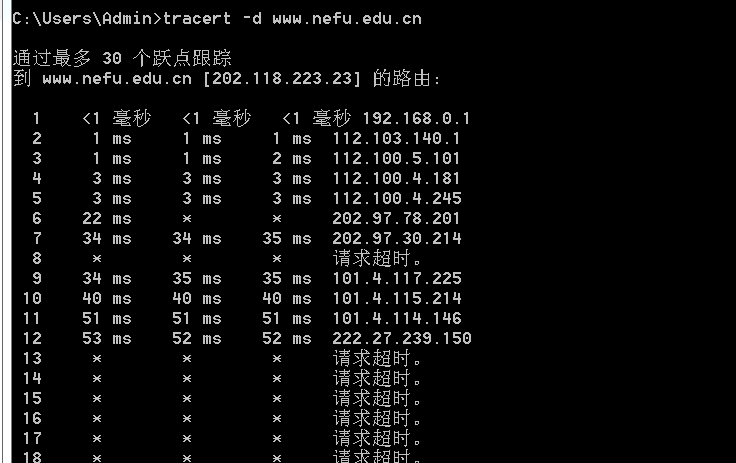 C:\Users\Admin>tracert -d www.nefu.edu.cn
通过最多 30 个跃点跟踪
到 www.nefu.edu.cn [202.118.223.23] 的路由:
1 <1 毫秒 <1 毫秒 <1 毫秒 192.168.0.1
2 1 ms 1 ms 1 ms 112.103.140.1
3 1 ms 1 ms 2 ms 112.100.5.101
4 3 ms 3 ms 3 ms 112.100.4.181
5 3 ms 3 ms 3 ms 112.100.4.245
6 22 ms * * 202.97.78.201
7 34 ms 34 ms 35 ms 202.97.30.214
8 * * * 请求超时。
9 34 ms 35 ms 35 ms 101.4.117.225
10 40 ms 40 ms 40 ms 101.4.115.214
11 51 ms 51 ms 51 ms 101.4.114.146
12 53 ms 52 ms 52 ms 222.27.239.150
13 * * * 请求超时。
14 * * * 请求超时。
15 * * * 请求超时。
16 * * * 请求超时。
17 * * * 请求超时。
18 * * * 请求超时。